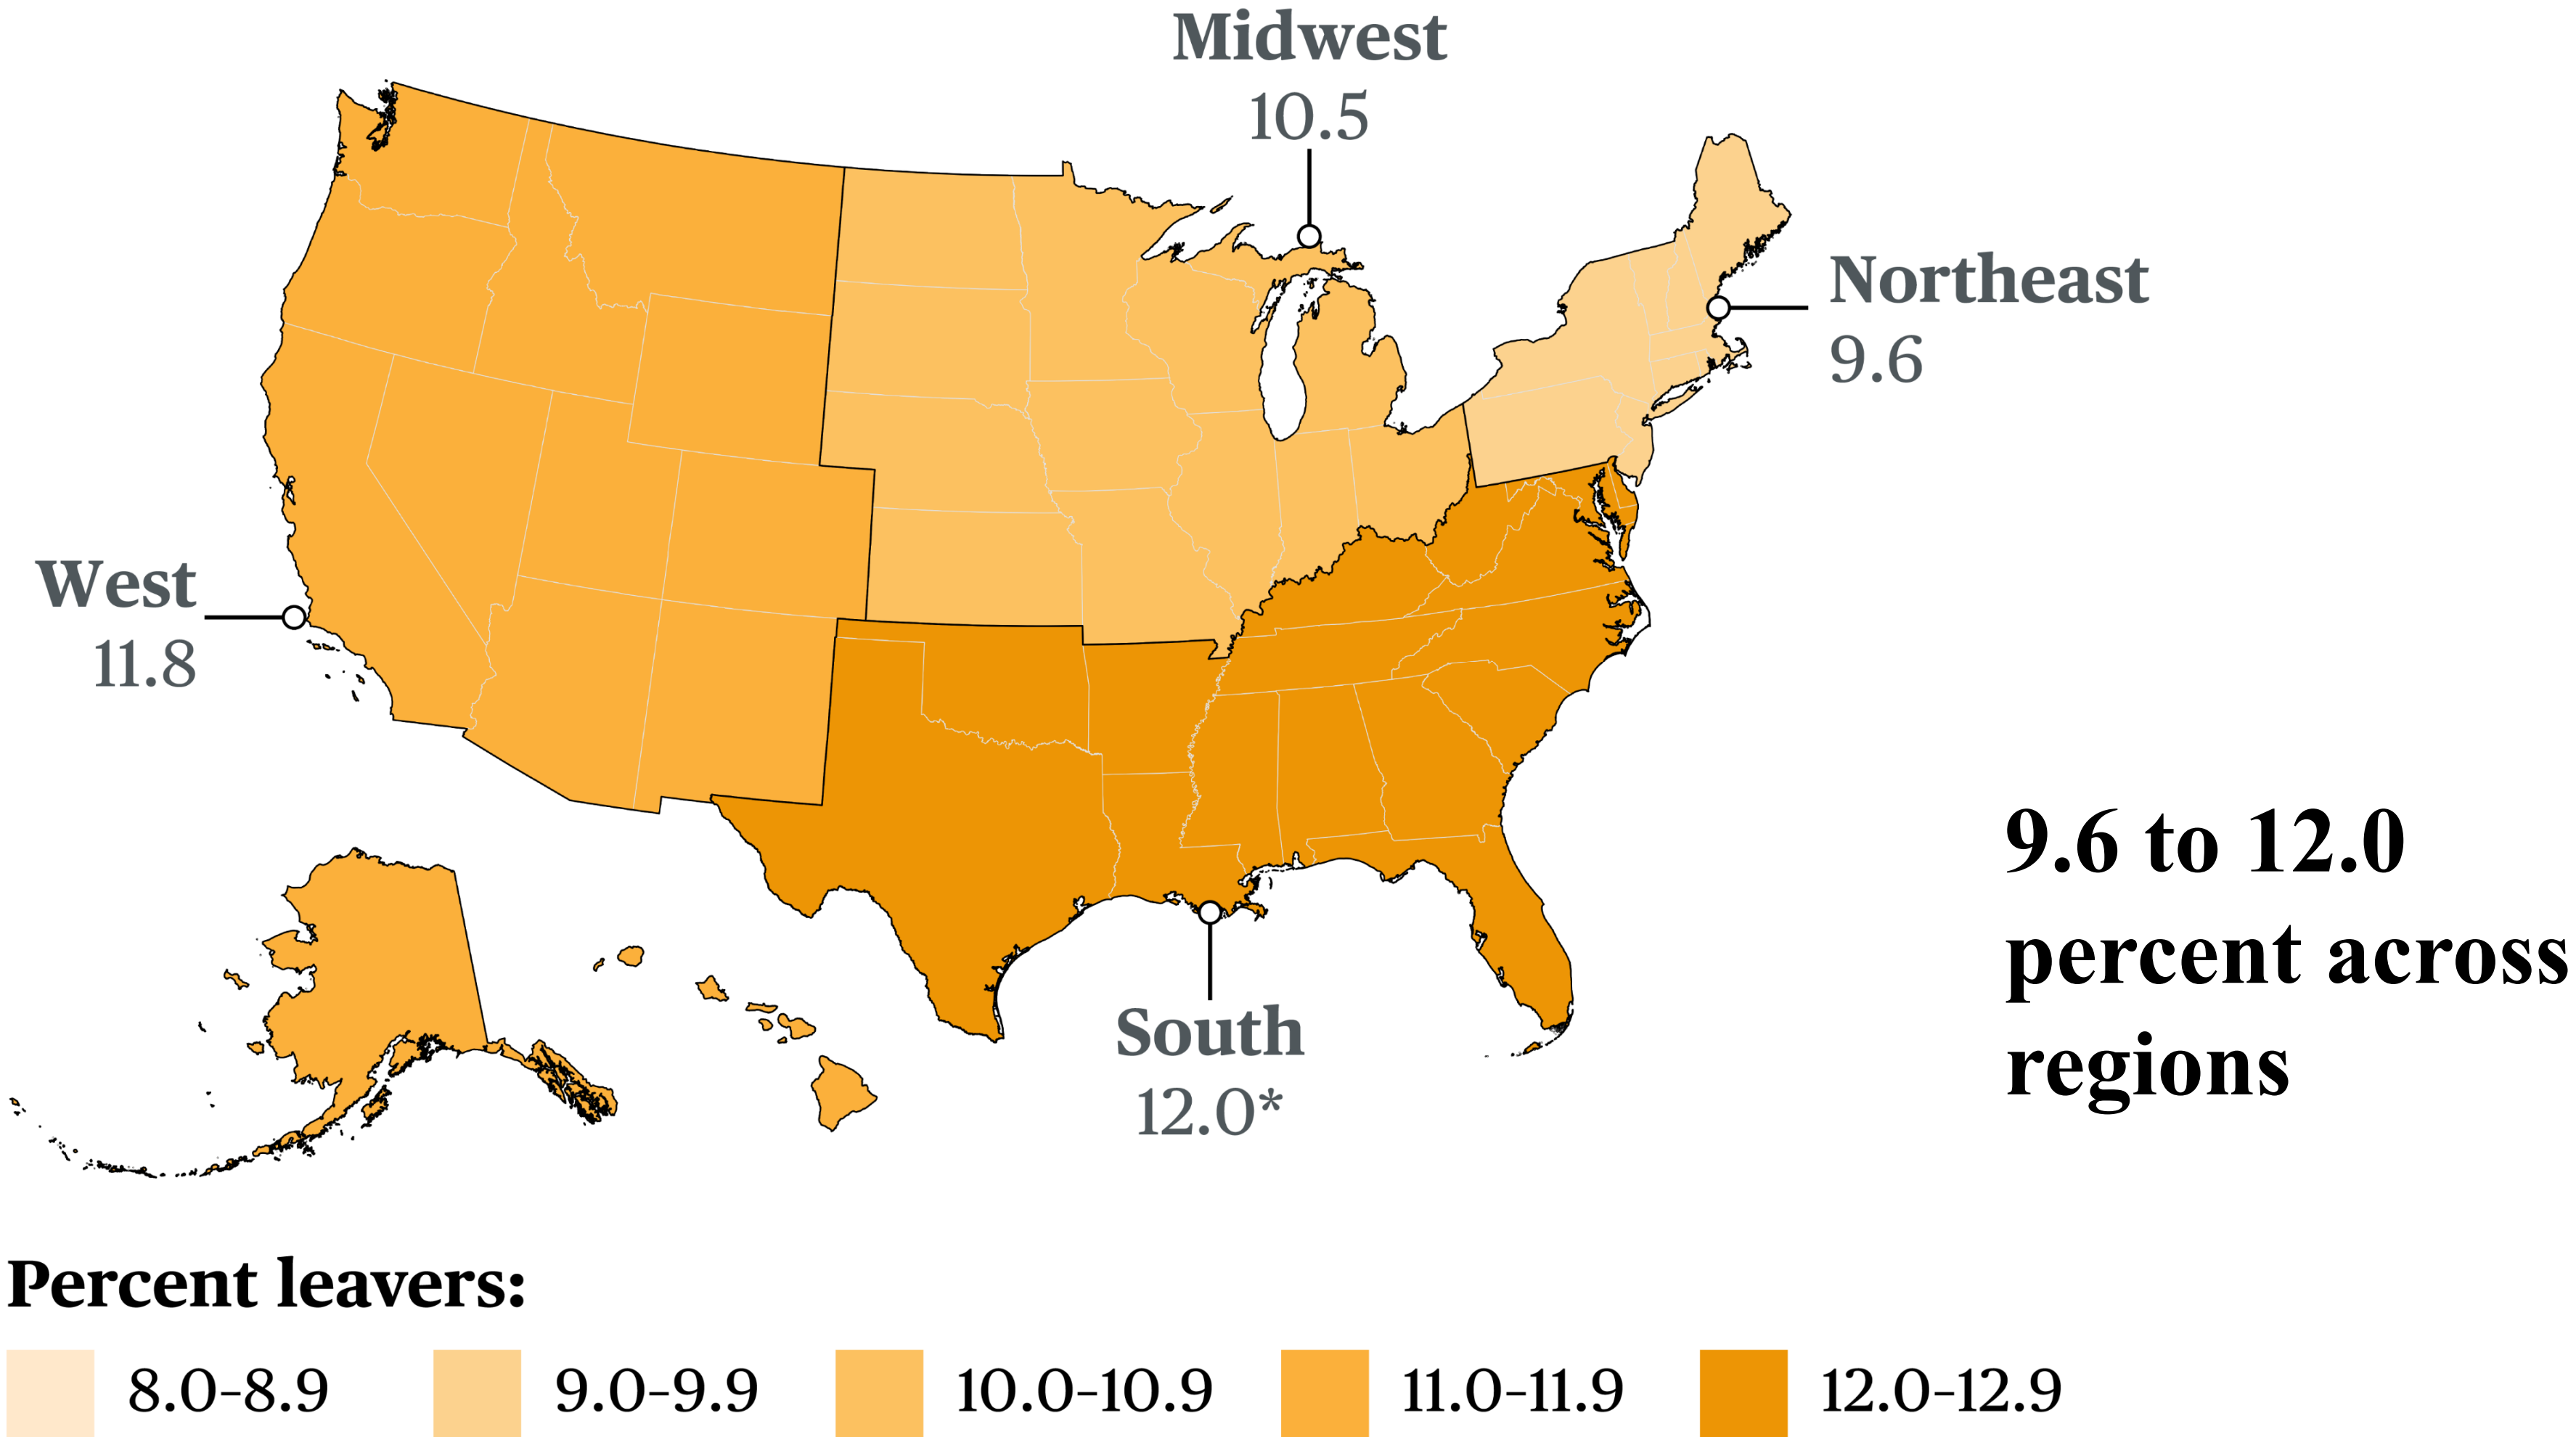 Midwest
10.5
Northeast
9.6
West
11.8
South
12.0*
9.6 to 12.0
percent across
regions
Percent leavers:
8.0-8.9
9.0-9.9
10.0-10.9
11.0-11.9
12.0-12.9